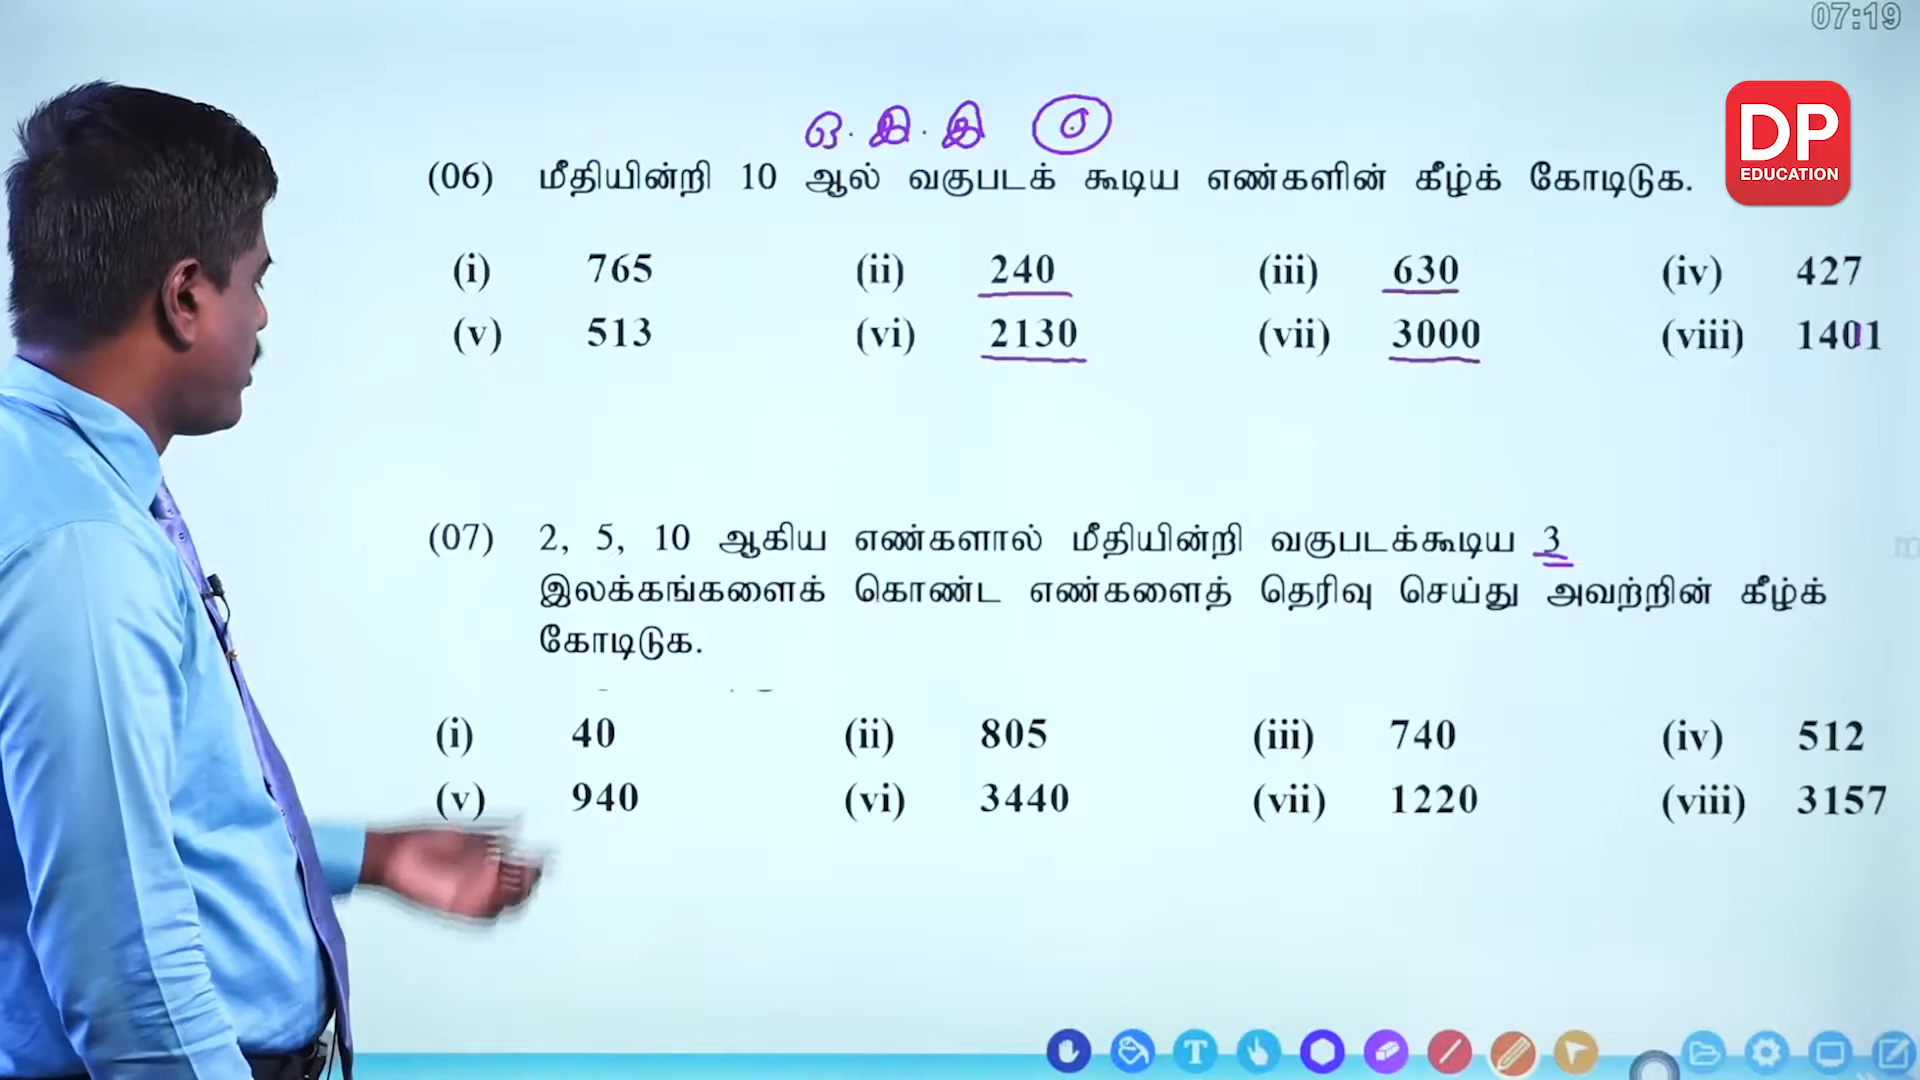 07:19
DP
EDUCATION
ஒ. இ. இ 0
(06) மீதியின்றி 10 ஆல் வகுபடக் கூடிய எண்களின் கீழ்க் கோடிடுக.
(i) 765 (ii) 240 (iii) 630 (iv) 427
(v) 513 (vi) 2130 (vii) 3000 (viii) 1401
(07) 2, 5, 10 ஆகிய எண்களால் மீதியின்றி வகுபடக்கூடிய 3
இலக்கங்களைக் கொண்ட எண்களைத் தெரிவு செய்து அவற்றின் கீழ்க்
கோடிடுக.
(i) 40 (ii) 805 (iii) 740 (iv) 512
(v) 940 (vi) 3440 (vii) 1220 (viii) 3157